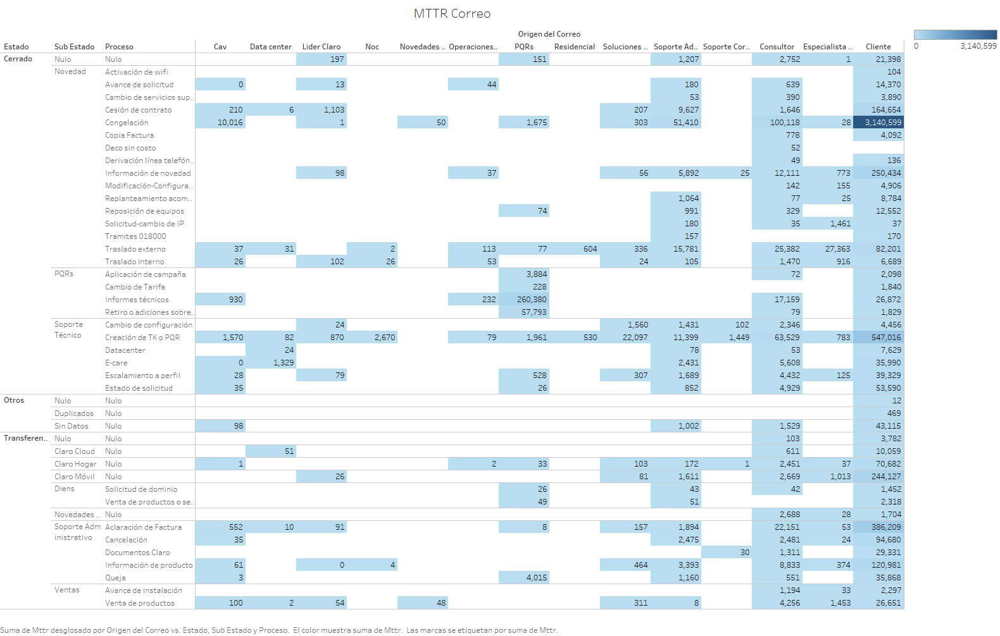 MTTR Correo
Origen del Correo
Estado Sub Estado Proceso Cav Data center Lider Claro Noc Novedades .. Operaciones.. PQRs Residencial Soluciones .. Soporte Ad.. Soporte Cor.. Consultor Especialista .. Cliente
0 3,140,599
Cerrado Nulo Nulo 197 151 1,207 2,752 1 21,398
Novedad Activación de wifi 104
Avance de solicitud 0 13 44 180 639 14,370
Cambio de servicios sup.. 53 390 3,890
Cesión de contrato 210 6 1,103 207 9,627 1,646 164,654
Congelación 10,016 1 50 1,675 303 51,410 100,118 28 3,140,599
Copia Factura 778 4,092
Deco sin costo 52
Derivación línea telefón.. 49 136
Información de novedad 98 37 56 5,892 25 12,111 773 250,434
Modificación-Configura.. 142 155 4,906
Replanteamiento acom.. 1,064 77 25 8,784
Reposición de equipos 74 991 329 12,552
Solicitud-cambio de IP 180 35 1,461 37
Tramites 018000 157 170
Traslado externo 37 31 2 113 77 604 336 15,781 25,382 27,363 82,201
Traslado interno 26 102 26 53 24 105 1,470 916 6,689
PQRs Aplicación de campaña 3,884 72 2,098
Cambio de Tarifa 228 1,840
Informes técnicos 930 232 260,380 17,159 26,872
Retiro o adiciones sobre.. 57,793 79 1,829
Soporte Técnico Cambio de configuración 24 1,560 1,431 102 2,346 4,456
Creación de TK o PQR 1,570 82 870 2,670 79 1,961 530 22,097 11,399 1,449 63,529 783 547,016
Datacenter 24 78 53 7,629
E-care 0 1,329 2,431 5,608 35,990
Escalamiento a perfil 28 79 528 307 1,689 4,432 125 39,329
Estado de solicitud 35 26 852 4,929 53,590
Otros Nulo Nulo 12
Duplicados Nulo 469
Sin Datos Nulo 98 1,002 1,529 43,115
Transferen.. Nulo Nulo 103 3,782
Claro Cloud Nulo 51 611 10,059
Claro Hogar Nulo 1 2 33 103 172 1 2,451 37 70,682
Claro Móvil Nulo 26 81 1,611 2,669 1,013 244,127
Diens Solicitud de dominio 26 43 42 1,452
Venta de productos o se.. 49 51 2,318
Novedades .. Nulo 2,688 28 1,704
Soporte Adm inistrativo Aclaración de Factura 552 10 91 8 157 1,894 22,151 53 386,209
Cancelación 35 2,475 2,481 24 94,680
Documentos Claro 30 1,311 29,331
Información de producto 61 0 4 464 3,393 8,833 374 120,981
Queja 3 4,015 1,160 551 35,868
Ventas Avance de instalación 1,194 33 2,297
Venta de productos 100 2 54 48 311 8 4,256 1,453 26,651
Suma de Mttr desglosado por Origen del Correo vs. Estado, Sub Estado y Proceso. El color muestra suma de Mttr. Las marcas se etiquetan por suma de Mttr.